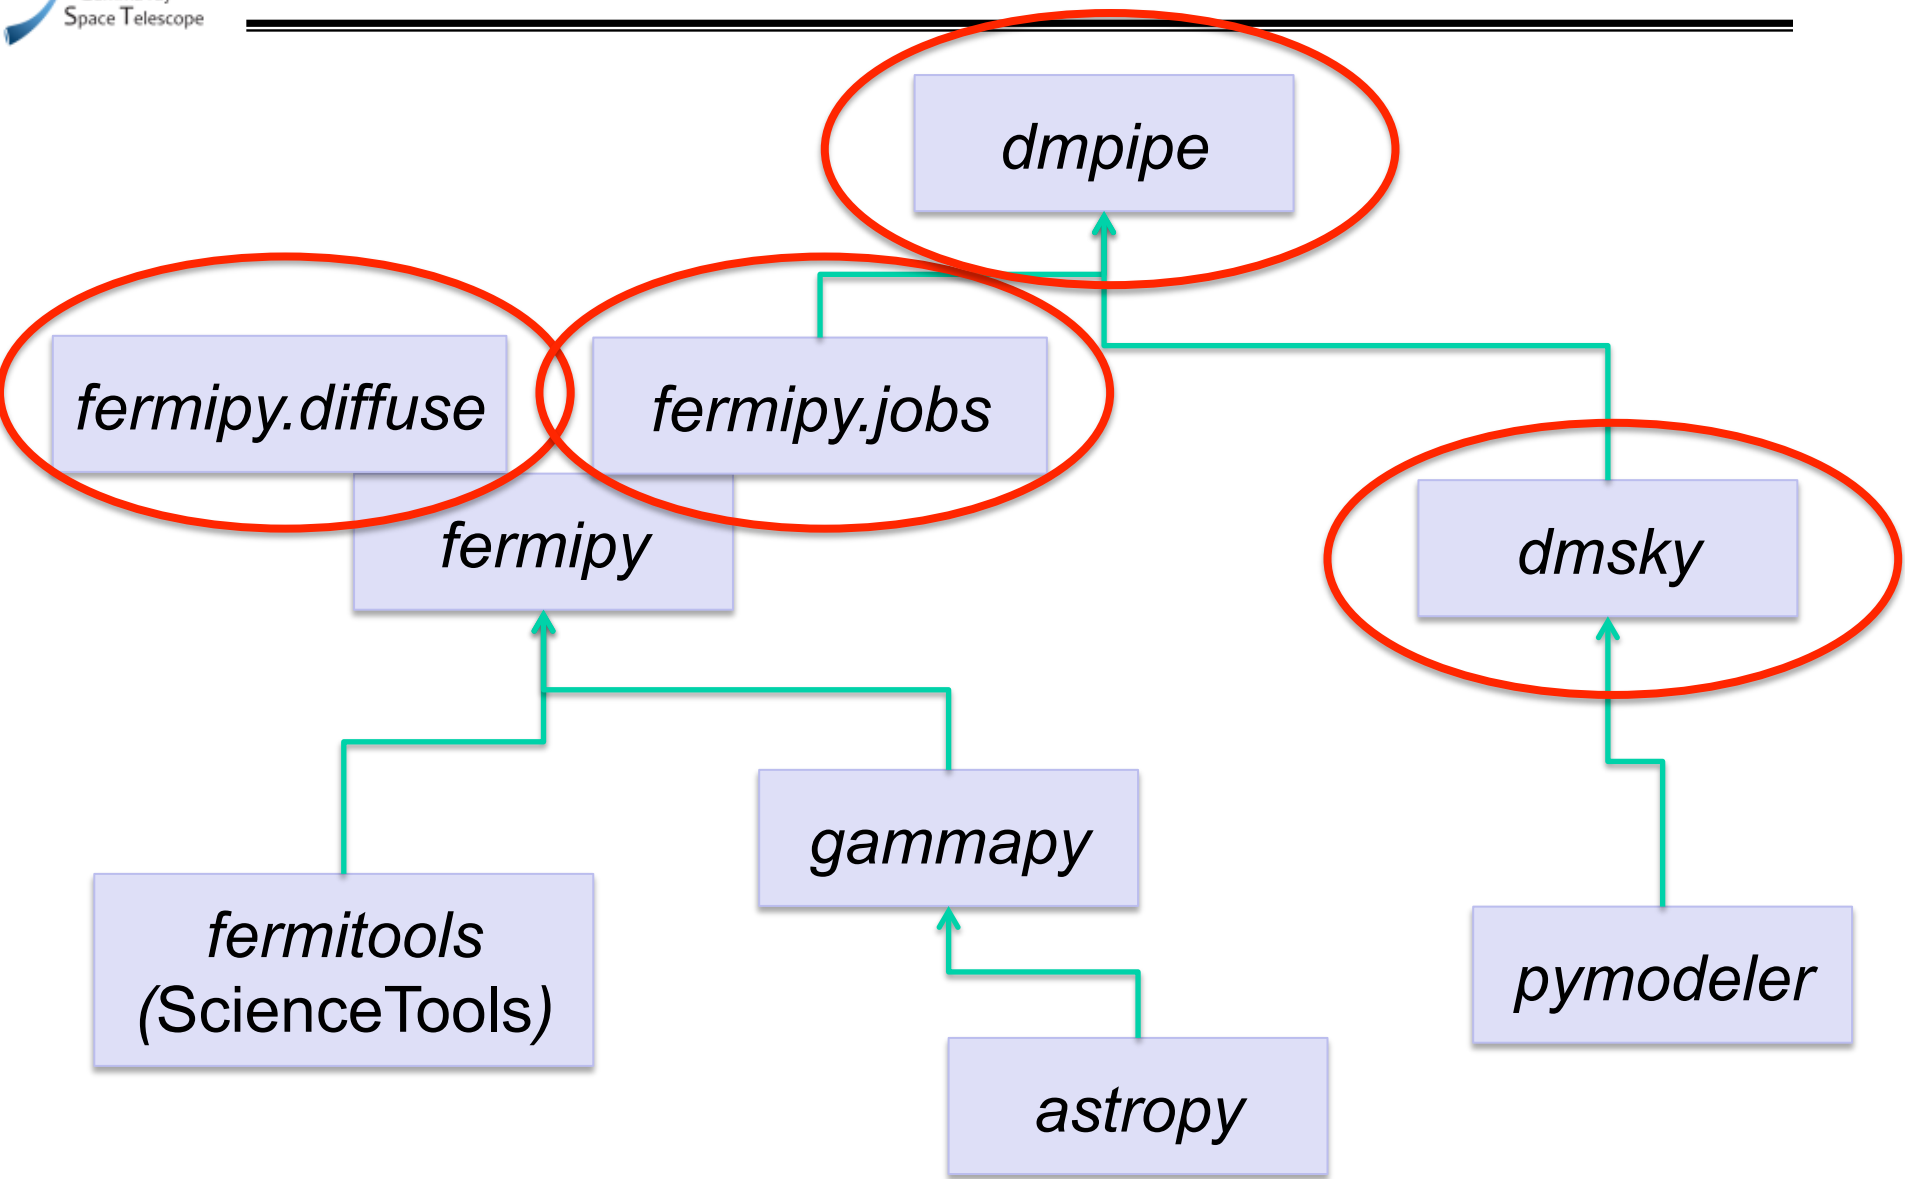 Space Telescope
dmpipe
fermipy.diffuse
fermipy.jobs
fermipy
dmsky
gammapy
fermitools
(ScienceTools)
pymodeler
astropy